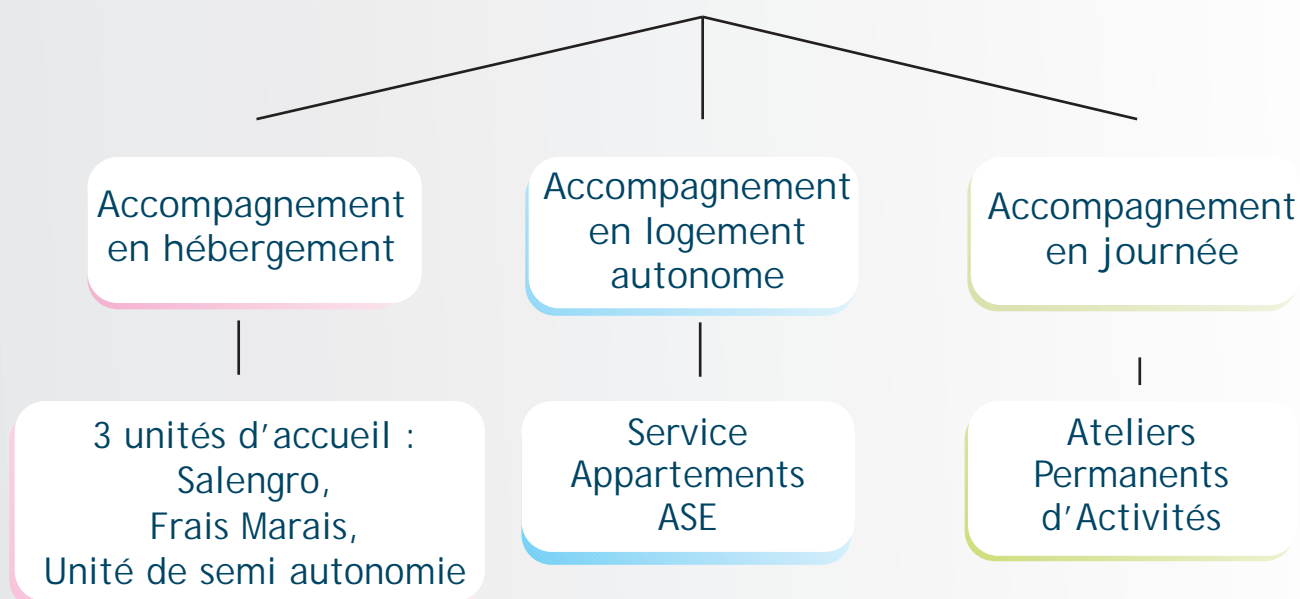 Accompagnement
en hébergement
Accompagnement
en logement
autonome
Accompagnement
en journée
3 unités d'accueil :
Salengro,
Frais Marais,
Unité de semi autonomie
Service
Appartements
ASE
Ateliers
Permanents
d'Activités